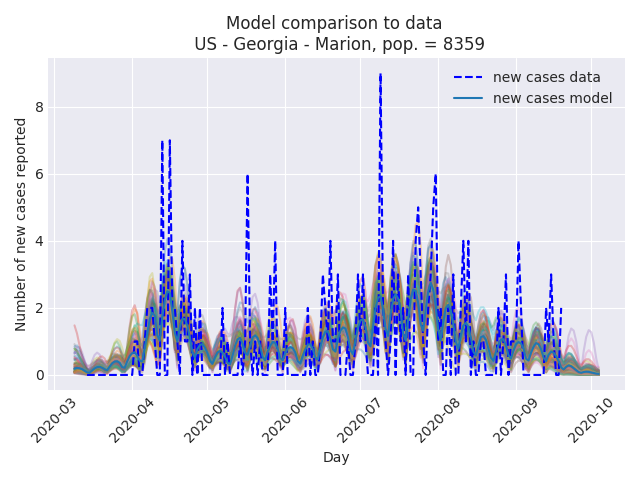 Model comparison to data
US - Georgia - Marion, pop. = 8359
new cases data
new cases model
Number of new cases reported
8
6
4
2
0
2020-03
2020-04
2020-05
2020-06
2020-07
2020-08
2020-09
2020-10
Day